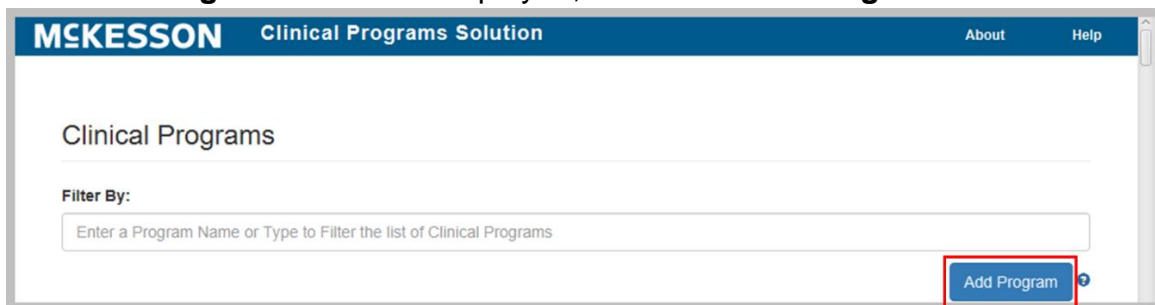 MCKESSON Clinical Programs Solution About Help
Clinical Programs
Filter By:
Enter a Program Name or Type to Filter the list of Clinical Programs
Add Program ?